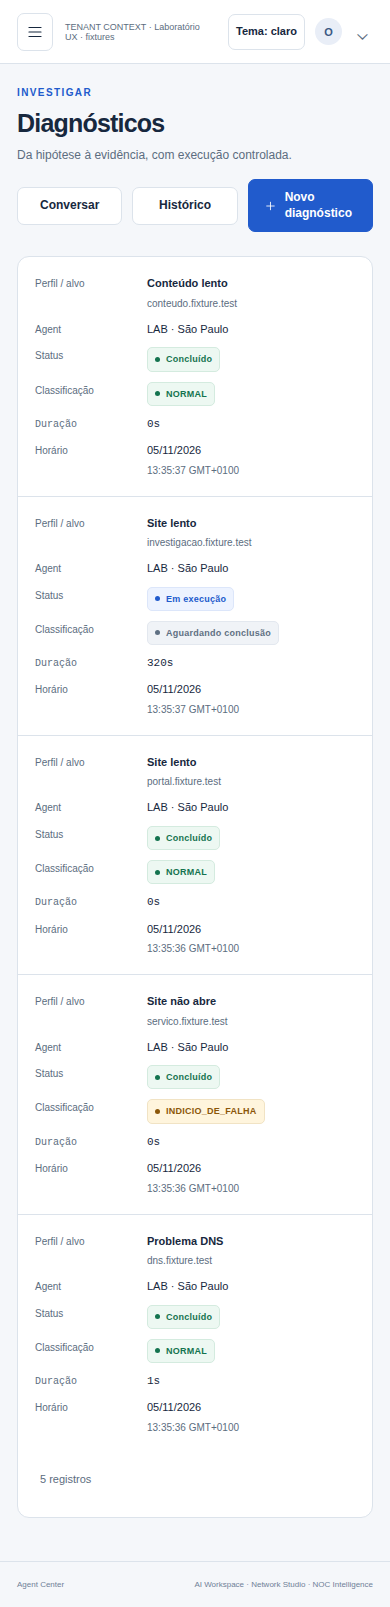 TENANT CONTEXT · Laboratório
UX · fixtures
Tema: claro
O
INVESTIGAR
Diagnósticos
Da hipótese à evidência, com execução controlada.
Conversar
Histórico
Novo
diagnóstico
Perfil / alvo Conteúdo lento
conteudo.fixture.test
Agent LAB · São Paulo
Status Concluído
Classificação NORMAL
Duração 0s
Horário 05/11/2026
13:35:37 GMT+0100
Perfil / alvo Site lento
investigacao.fixture.test
Agent LAB · São Paulo
Status Em execução
Classificação Aguardando conclusão
Duração 320s
Horário 05/11/2026
13:35:37 GMT+0100
Perfil / alvo Site lento
portal.fixture.test
Agent LAB · São Paulo
Status Concluído
Classificação NORMAL
Duração 0s
Horário 05/11/2026
13:35:36 GMT+0100
Perfil / alvo Site não abre
servico.fixture.test
Agent LAB · São Paulo
Status Concluído
Classificação INDICIO_DE_FALHA
Duração 0s
Horário 05/11/2026
13:35:36 GMT+0100
Perfil / alvo Problema DNS
dns.fixture.test
Agent LAB · São Paulo
Status Concluído
Classificação NORMAL
Duração 1s
Horário 05/11/2026
13:35:36 GMT+0100
5 registros
Agent Center
AI Workspace · Network Studio · NOC Intelligence